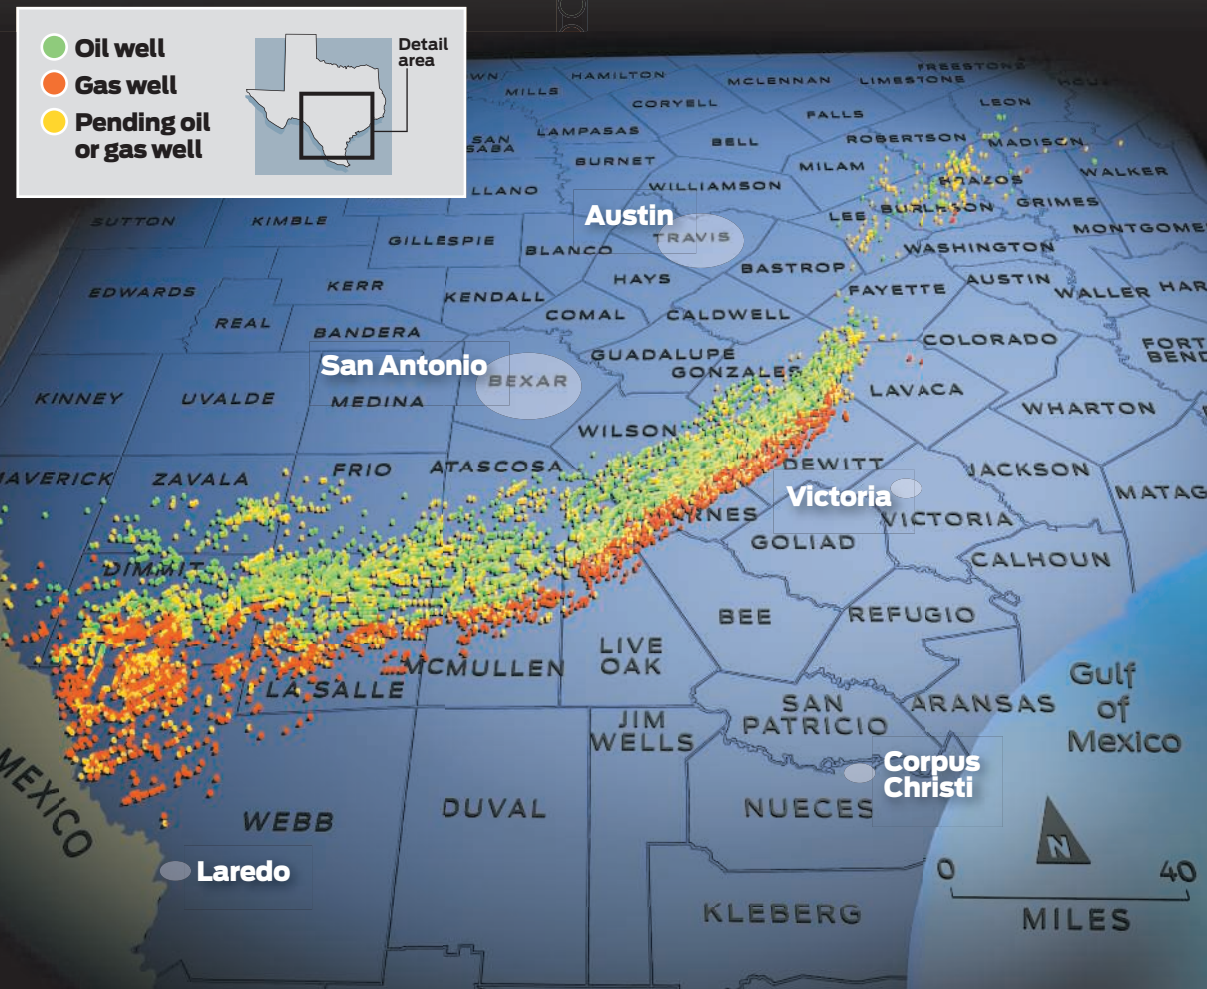 Oil well
Gas well
Pending oil
or gas well
Detail
area
WN
HAMILTON
MCLENNAN
LIMESTONE
FREESTONE
MILLS
CORYELL
FALLS
LEON
SAN
SABA
LAMPASAS
BELL
ROBERTSON
MADISON
BURNET
MILAM
WALKER
LLANO
WILLIAMSON
BRAZOS
SUTTON
KIMBLE
Austin
LEE
BURLESON
GRIMES
GILLESPIE
BLANCO
TRAVIS
WASHINGTON
MONTGOME
EDWARDS
KERR
KENDALL
HAYS
BASTROP
FAYETTE
AUSTIN
WALLER
HAR
REAL
BANDERA
COMAL
CALDWELL
COLORADO
FORT
BEND
San Antonio
BEXAR
GUADALUPE
GONZALES
LAVACA
KINNEY
UVALDE
MEDINA
WHARTON
WILSON
MAVERICK
ZAVALA
FRIO
ATASCOSA
DEWITT
JACKSON
MATAG
Victoria
RNES
VICTORIA
GOLIAD
DIMMIT
CALHOUN
BEE
REFUGIO
LIVE
OAK
MCMULLEN
LA SALLE
SAN
PATRICIO
ARANSAS
Gulf
of
Mexico
JIM
WELLS
Corpus
Christi
MEXICO
WEBB
DUVAL
NUECES
Laredo
KLEBERG
N
0
40
MILES